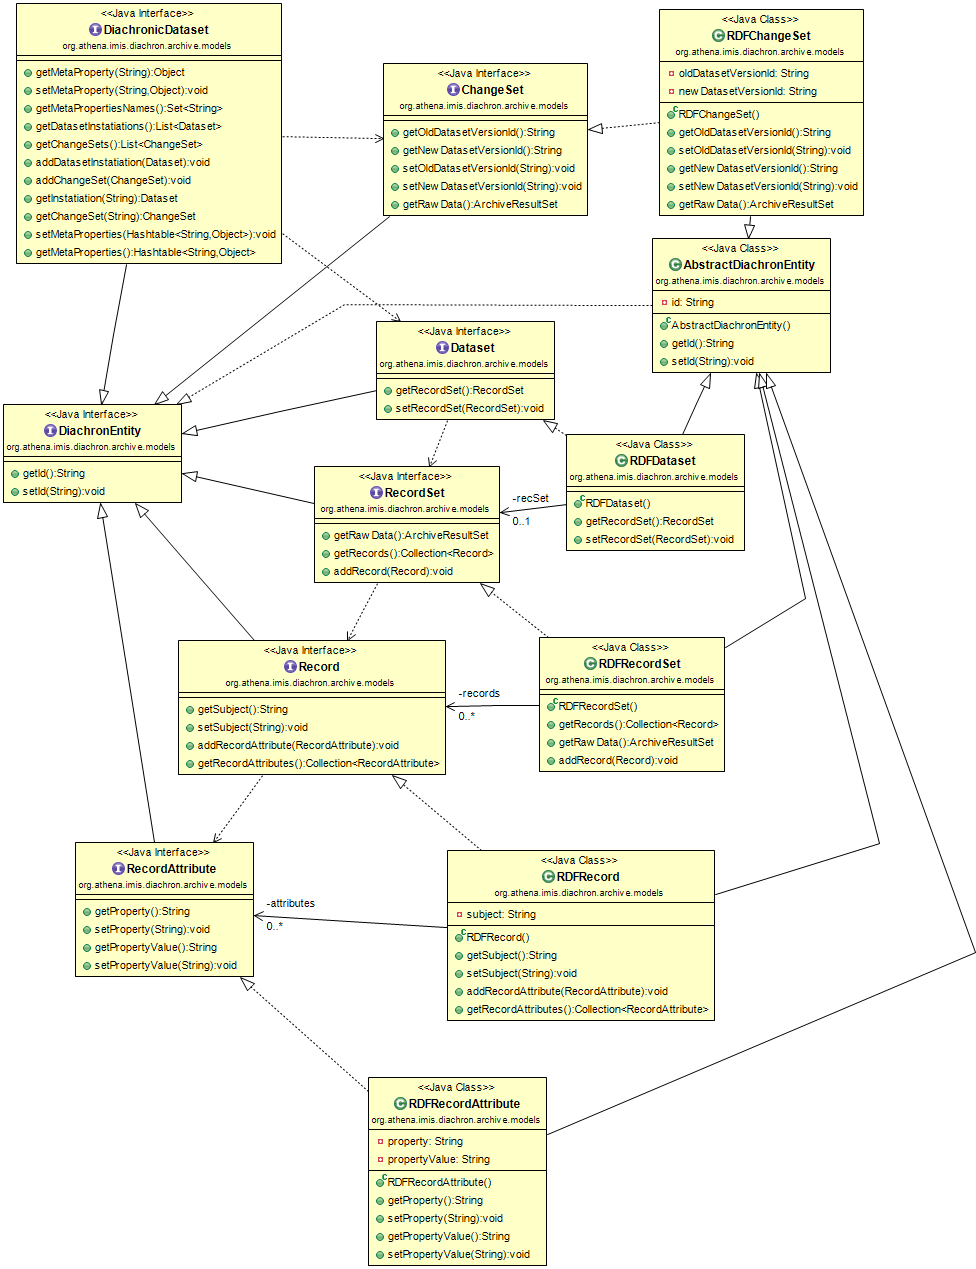 <<Java Interface>>
DiachronicDataset
org.athena.imis.diachron.archive.models
getMetaProperty(String):Object
setMetaProperty(String,Object):void
getMetaPropertiesNames():Set<String>
getDatasetInstatiations():List<Dataset>
getChangeSets():List<ChangeSet>
addDatasetInstatiation(Dataset):void
addChangeSet(ChangeSet):void
getInstatiation(String):Dataset
getChangeSet(String):ChangeSet
setMetaProperties(Hashtable<String,Object>):void
getMetaProperties():Hashtable<String,Object>
<<Java Interface>>
ChangeSet
org.athena.imis.diachron.archive.models
getOldDatasetVersionId():String
getNewDatasetVersionId():String
setOldDatasetVersionId(String):void
setNewDatasetVersionId(String):void
getRawData():ArchiveResultSet
<<Java Class>>
RDFChangeSet
org.athena.imis.diachron.archive.models
oldDatasetVersionId: String
newDatasetVersionId: String
RDFChangeSet()
getOldDatasetVersionId():String
setOldDatasetVersionId(String):void
getNewDatasetVersionId():String
setNewDatasetVersionId(String):void
getRawData():ArchiveResultSet
<<Java Class>>
AbstractDiachronEntity
org.athena.imis.diachron.archive.models
id: String
AbstractDiachronEntity()
getId():String
setId(String):void
<<Java Interface>>
Dataset
org.athena.imis.diachron.archive.models
getRecordSet():RecordSet
setRecordSet(RecordSet):void
<<Java Interface>>
DiachronEntity
org.athena.imis.diachron.archive.models
getId():String
setId(String):void
<<Java Class>>
RDFDataset
org.athena.imis.diachron.archive.models
RDFDataset()
getRecordSet():RecordSet
setRecordSet(RecordSet):void
<<Java Interface>>
RecordSet
org.athena.imis.diachron.archive.models
getRawData():ArchiveResultSet
getRecords():Collection<Record>
addRecord(Record):void
-recSet
0..1
<<Java Interface>>
Record
org.athena.imis.diachron.archive.models
getSubject():String
setSubject(String):void
addRecordAttribute(RecordAttribute):void
getRecordAttributes():Collection<RecordAttribute>
-records
0..*
<<Java Class>>
RDFRecordSet
org.athena.imis.diachron.archive.models
RDFRecordSet()
getRecords():Collection<Record>
getRawData():ArchiveResultSet
addRecord(Record):void
<<Java Interface>>
RecordAttribute
org.athena.imis.diachron.archive.models
getProperty():String
setProperty(String):void
getPropertyValue():String
setPropertyValue(String):void
-attributes
0..*
<<Java Class>>
RDFRecord
org.athena.imis.diachron.archive.models
subject: String
RDFRecord()
getSubject():String
setSubject(String):void
addRecordAttribute(RecordAttribute):void
getRecordAttributes():Collection<RecordAttribute>
<<Java Class>>
RDFRecordAttribute
org.athena.imis.diachron.archive.models
property: String
propertyValue: String
RDFRecordAttribute()
getProperty():String
setProperty(String):void
getPropertyValue():String
setPropertyValue(String):void